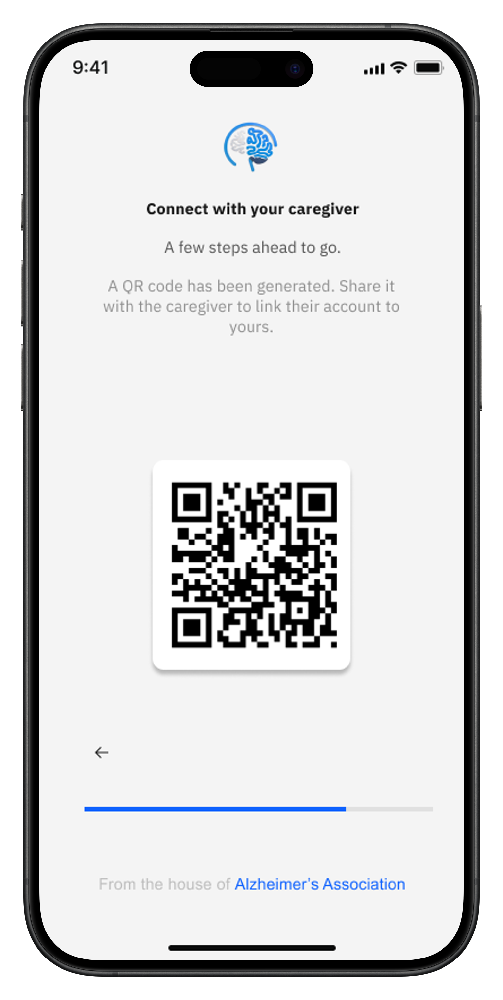 9:41
Connect with your caregiver
A few steps ahead to go.
A QR code has been generated. Share it
with the caregiver to link their account to
yours.
From the house of Alzheimer's Association